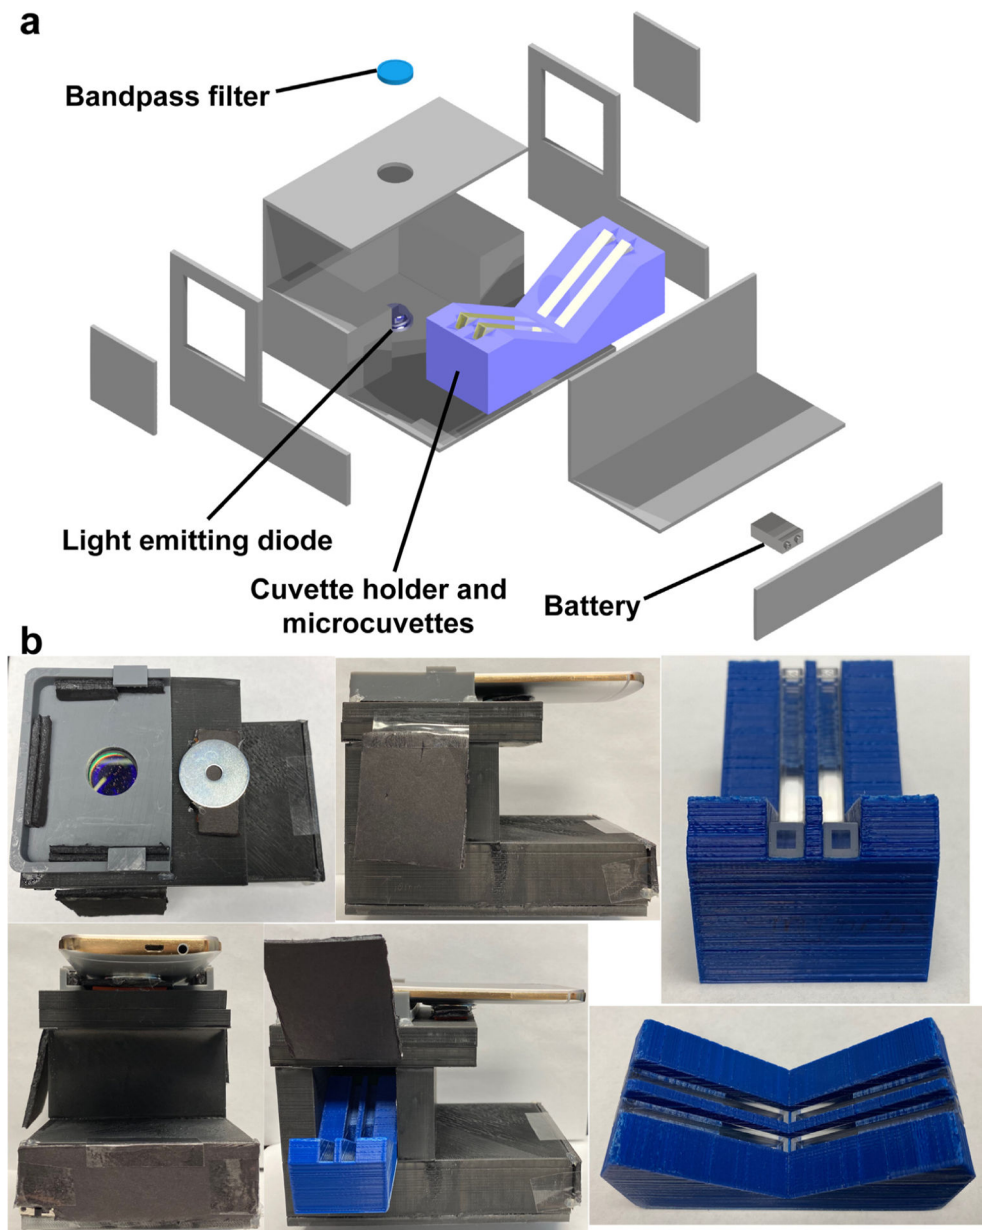 a
Bandpass filter
Light emitting diode
Cuvette holder and
microcuvettes
Battery
b